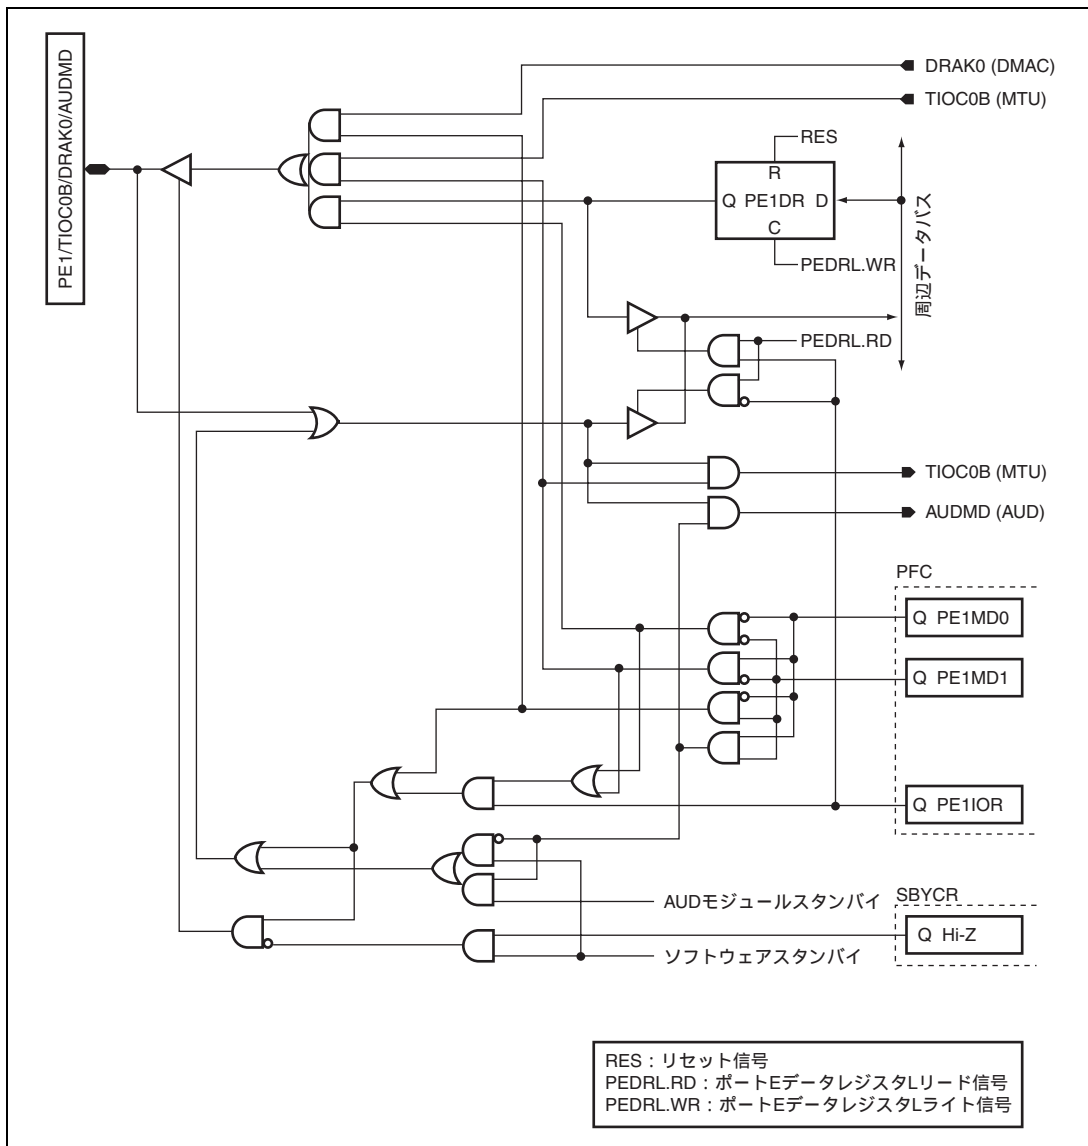 PE1/TIOC0B/DRAK0/AUDMD
DRAK0 (DMAC)
TIOC0B (MTU)
RES
R
Q PE1DR D
C
PEDRL.WR
周辺データバス
PEDRL.RD
TIOC0B (MTU)
AUDMD (AUD)
PFC
Q PE1MD0
Q PE1MD1
Q PE1IOR
AUDモジュールスタンバイ
SBYCR
Q Hi-Z
ソフトウェアスタンバイ
RES：リセット信号
PEDRL.RD：ポートEデータレジスタLリード信号
PEDRL.WR：ポートEデータレジスタLライト信号